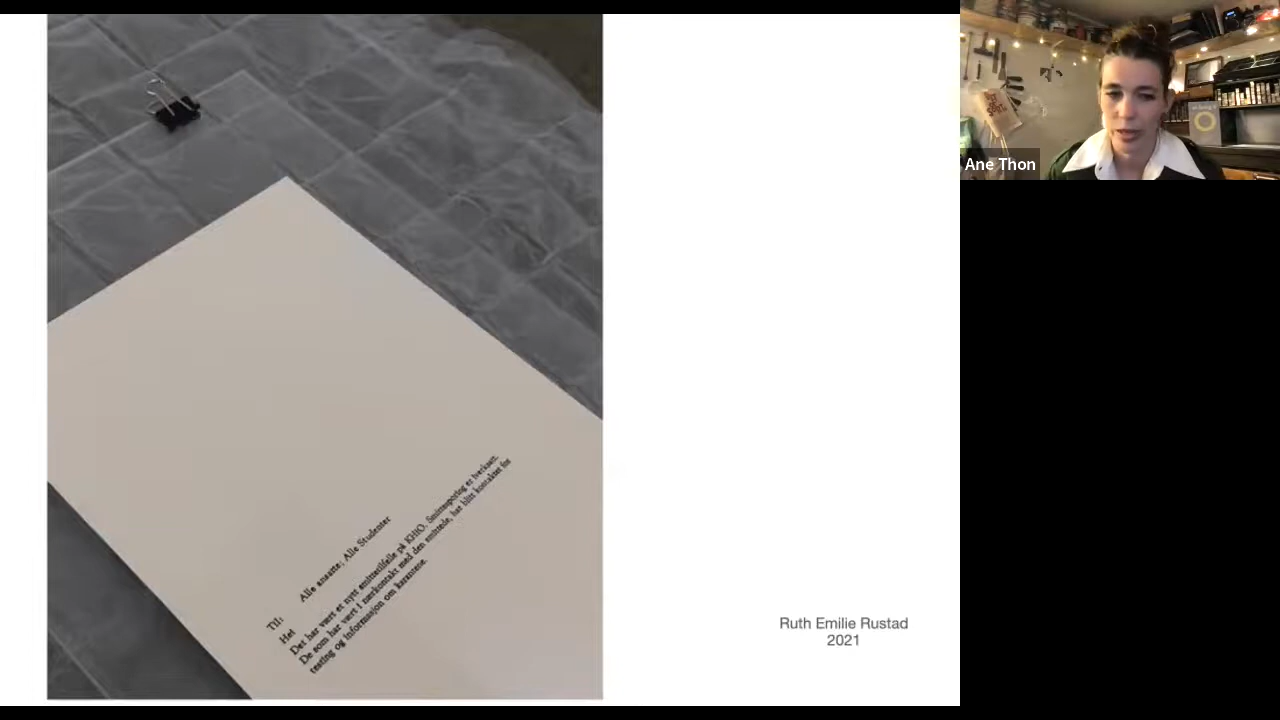 Til: Alle ansatte; Alle Studenter
Hei
Det har vært et nytt smittetilfelle på KHIO. Smittesporing er iverksatt.
De som har vært i nærkontakt med den smittede, har blitt kontaktet for
testing og informasjon om karantene.
Ruth Emilie Rustad
2021
Ane Thon